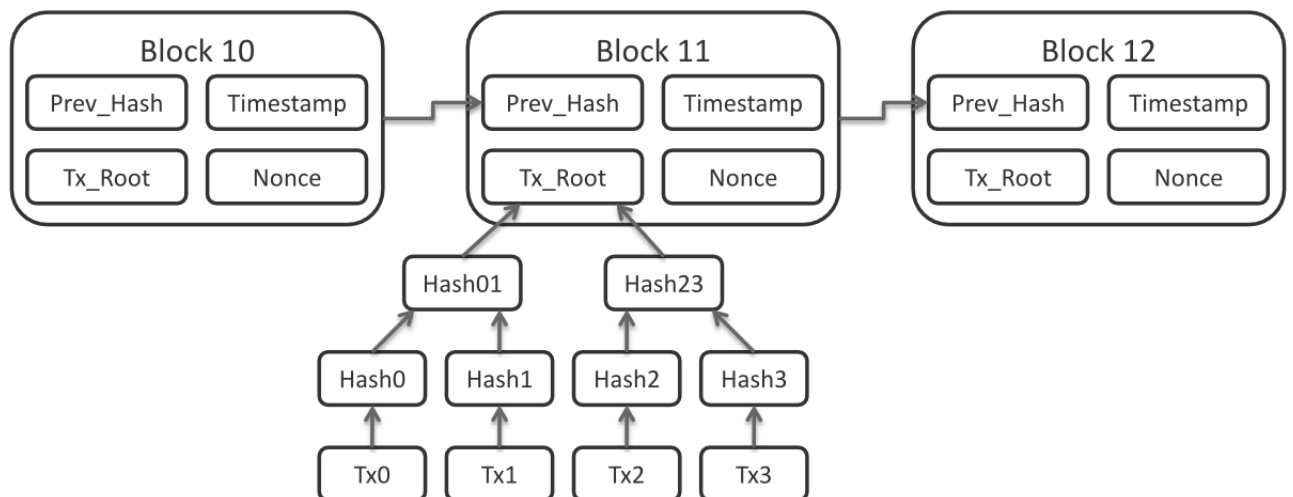 Block 10
Block 11
Block 12
Prev_Hash Timestamp
Prev_Hash Timestamp
Prev_Hash Timestamp
Tx_Root Nonce
Tx_Root Nonce
Tx_Root Nonce
Hash01 Hash23
Hash0 Hash1 Hash2 Hash3
Tx0 Tx1 Tx2 Tx3